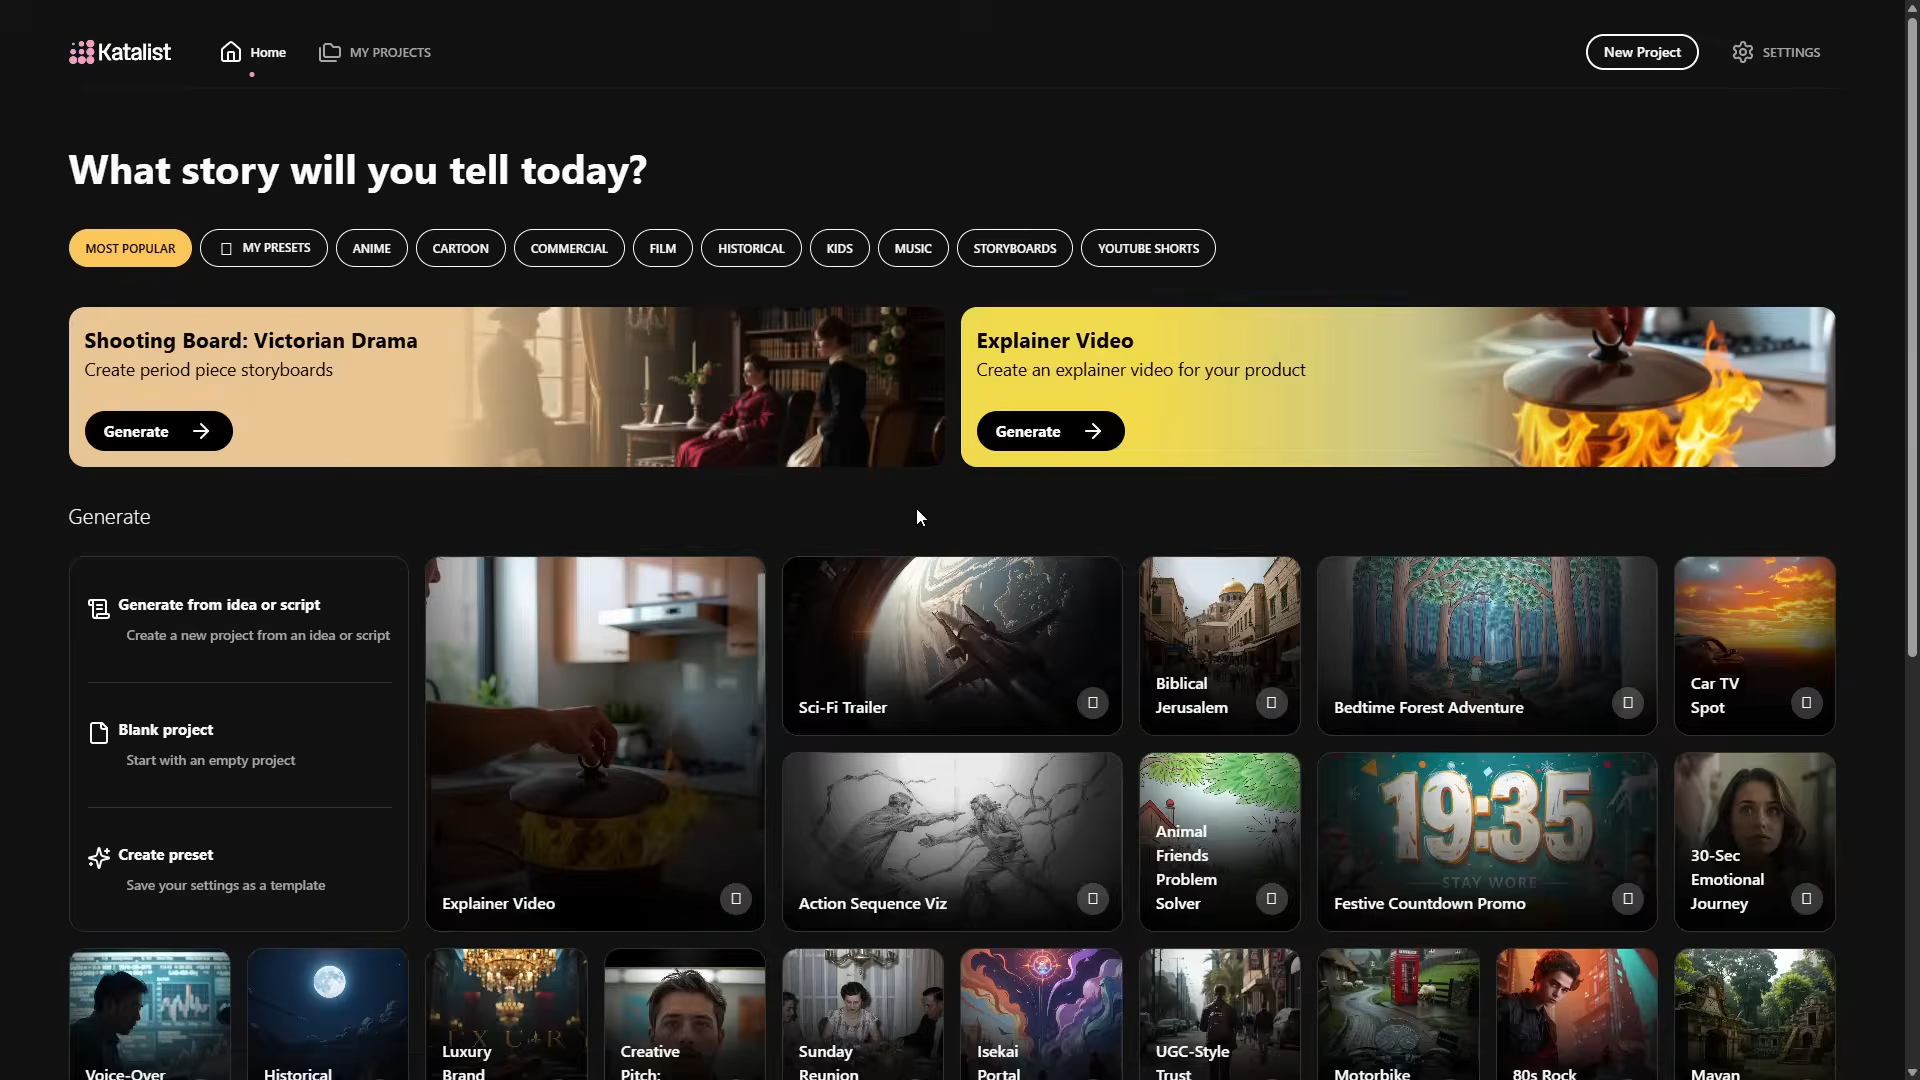 Katalist
Home
MY PROJECTS
New Project
SETTINGS
What story will you tell today?
MOST POPULAR
MY PRESETS
ANIME
CARTOON
COMMERCIAL
FILM
HISTORICAL
KIDS
MUSIC
STORYBOARDS
YOUTUBE SHORTS
Shooting Board: Victorian Drama
Create period piece storyboards
Generate
Explainer Video
Create an explainer video for your product
Generate
Generate
Generate from idea or script
Create a new project from an idea or script
Blank project
Start with an empty project
Create preset
Save your settings as a template
Explainer Video
Sci-Fi Trailer
Biblical
Jerusalem
Bedtime Forest Adventure
Car TV
Spot
Action Sequence Viz
Animal
Friends
Problem
Solver
19:35
STAY WORE
Festive Countdown Promo
30-Sec
Emotional
Journey
Voice-Over
Historical
Luxury
Brand
Creative
Pitch:
Sunday
Reunion
Isekai
Portal
UGC-Style
Trust
Motorbike
80s Rock
Mayan